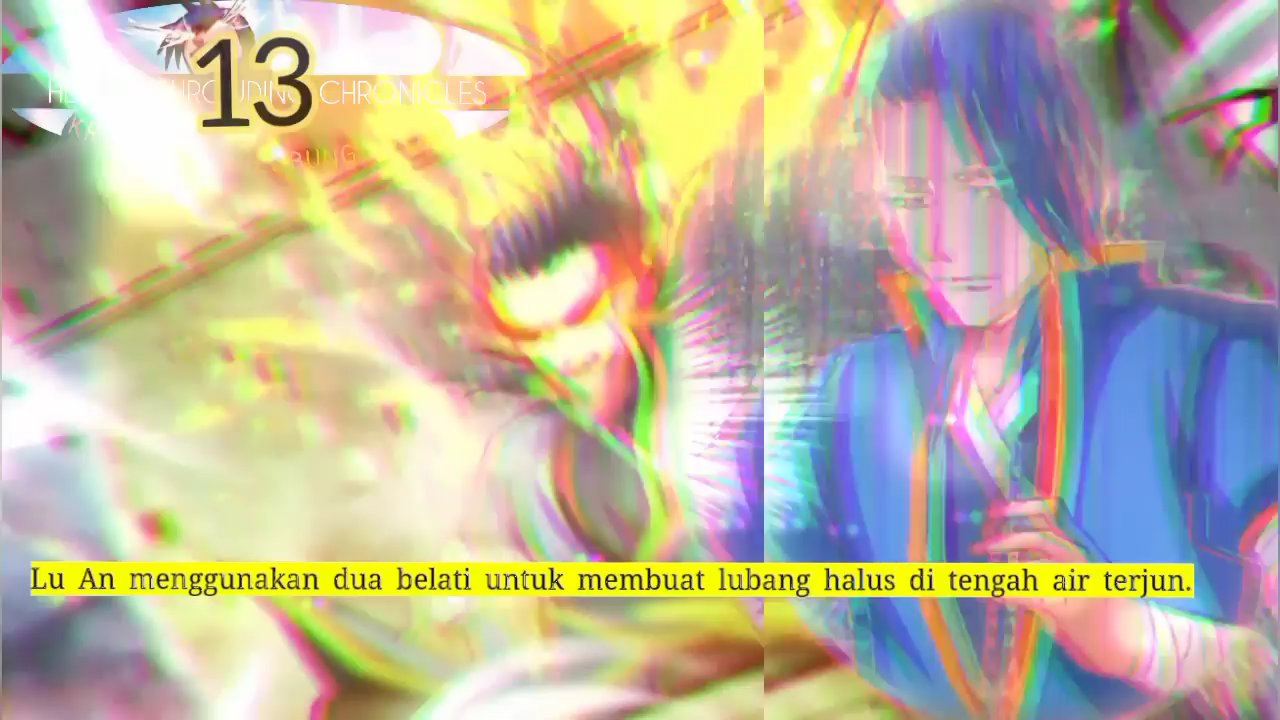 13
CHRONICLES
Lu An menggunakan dua belati untuk membuat lubang halus di tengah air terjun.